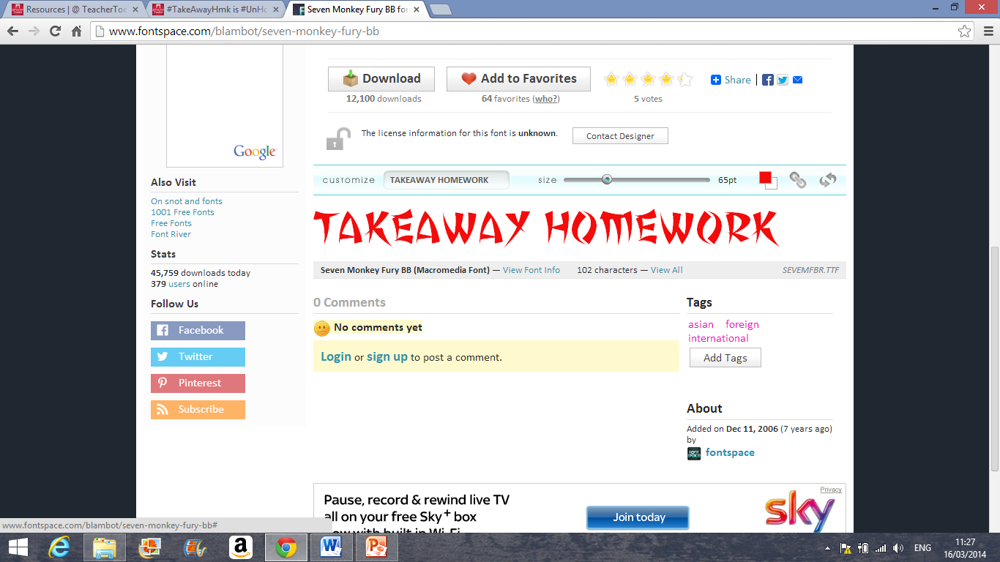 Resources | @ TeacherToo
#TakeAwayHmk is #UnHo
Seven Monkey Fury BB fo
www.fontspace.com/blambot/seven-monkey-fury-bb
Google
Also Visit
On snot and fonts
1001 Free Fonts
Free Fonts
Font River
Stats
45,759 downloads today
379 users online
Follow Us
Facebook
Twitter
Pinterest
Subscribe
Download
12,100 downloads
Add to Favorites
64 favorites (who?)
5 votes
Share
The license information for this font is unknown.
Contact Designer
customize
TAKEAWAY HOMEWORK
size
65pt
TAKEAWAY HOMEWORK
Seven Monkey Fury BB (Macromedia Font) — View Font Info
102 characters — View All
SEVEMFBR.TTF
0 Comments
No comments yet
Login or sign up to post a comment.
Tags
asian foreign
international
Add Tags
About
Added on Dec 11, 2006 (7 years ago)
by
fontspace
Pause, record & rewind live TV
all on your free Sky+ box
now with built in Wi-Fi
Join today
Privacy
sky
www.fontspace.com/blambot/seven-monkey-fury-bb#
ENG
11:27
16/03/2014